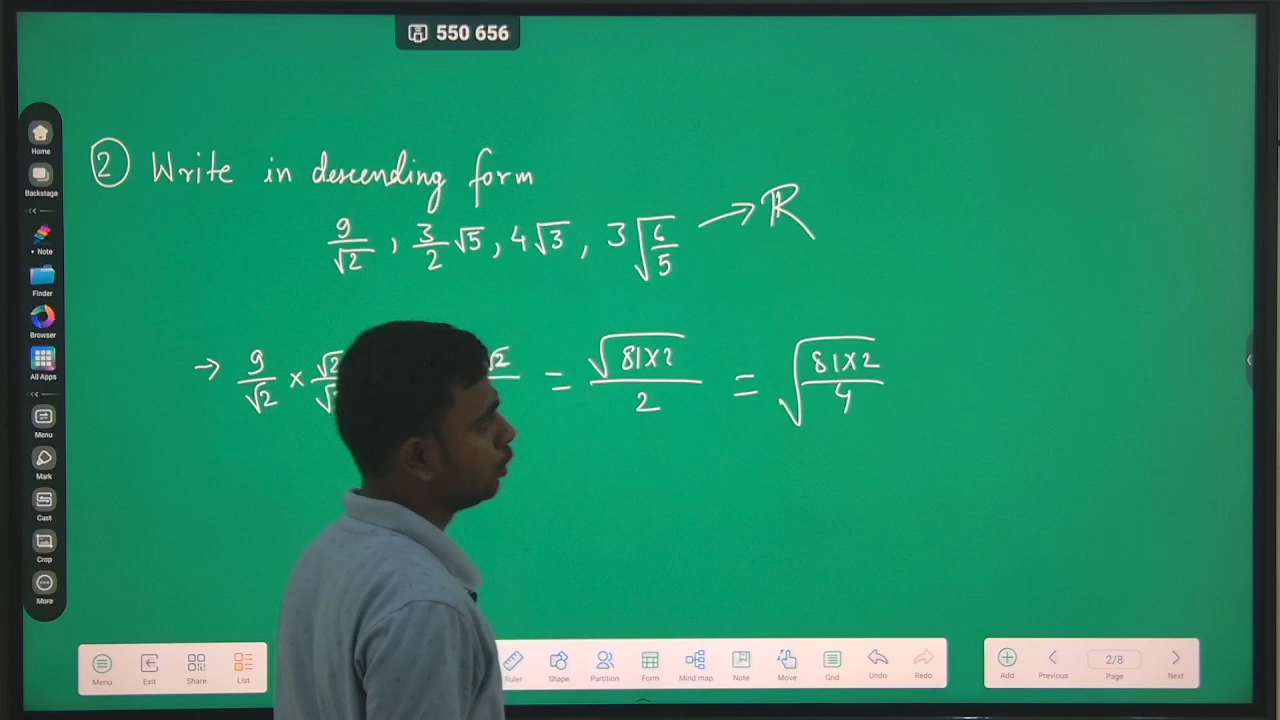 550 656
② Write in descending form
9/√2 , 3/2 √5, 4√3 , 3√(6/5) → ℝ
→ 9/√2 × √2 √2 = √(81×2)/2 = √(81×2/4)
Home
Backstage
Note
Finder
Browser
All Apps
Menu
Mark
Cast
Crop
More
Menu Exit Share List Ruler Shape Partition Form Mind map Note Move Grid Undo Redo Add Previous 2/8 Page Next